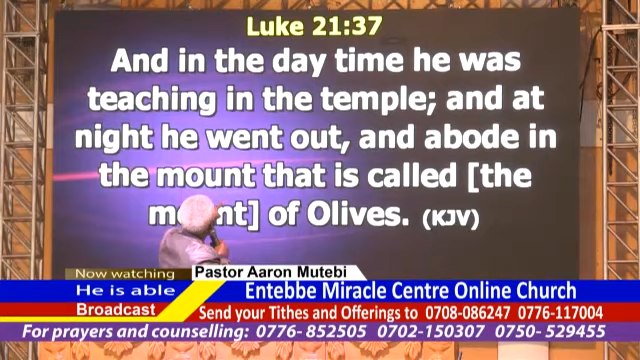 Luke 21:37
And in the day time he was
teaching in the temple; and at
night he went out, and abode in
the mount that is called [the
mount] of Olives. (KJV)
Now watching
Pastor Aaron Mutebi
He is able
Entebbe Miracle Centre Online Church
Broadcast
Send your Tithes and Offerings to 0708-086247 0776-117004
For prayers and counselling: 0776- 852505 0702-150307 0750- 529455